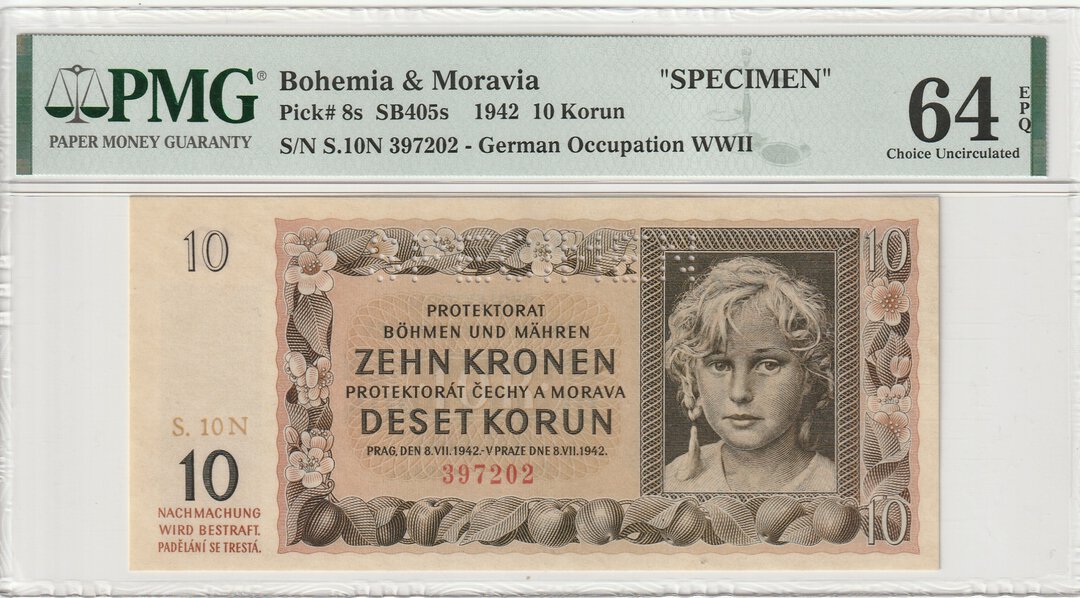 PMG®
PAPER MONEY GUARANTY
Bohemia & Moravia "SPECIMEN"
Pick# 8s SB405s 1942 10 Korun
S/N S.10N 397202 - German Occupation WWII
64 EPQ
Choice Uncirculated
10
10
SPECIMEN
PROTEKTORAT
BÖHMEN UND MÄHREN
ZEHN KRONEN
PROTEKTORÁT ČECHY A MORAVA
DESET KORUN
PRAG, DEN 8.VII.1942.-V PRAZE DNE 8.VII.1942.
397202
S. 10 N
10
NACHMACHUNG
WIRD BESTRAFT.
PADĚLÁNÍ SE TRESTÁ.
10